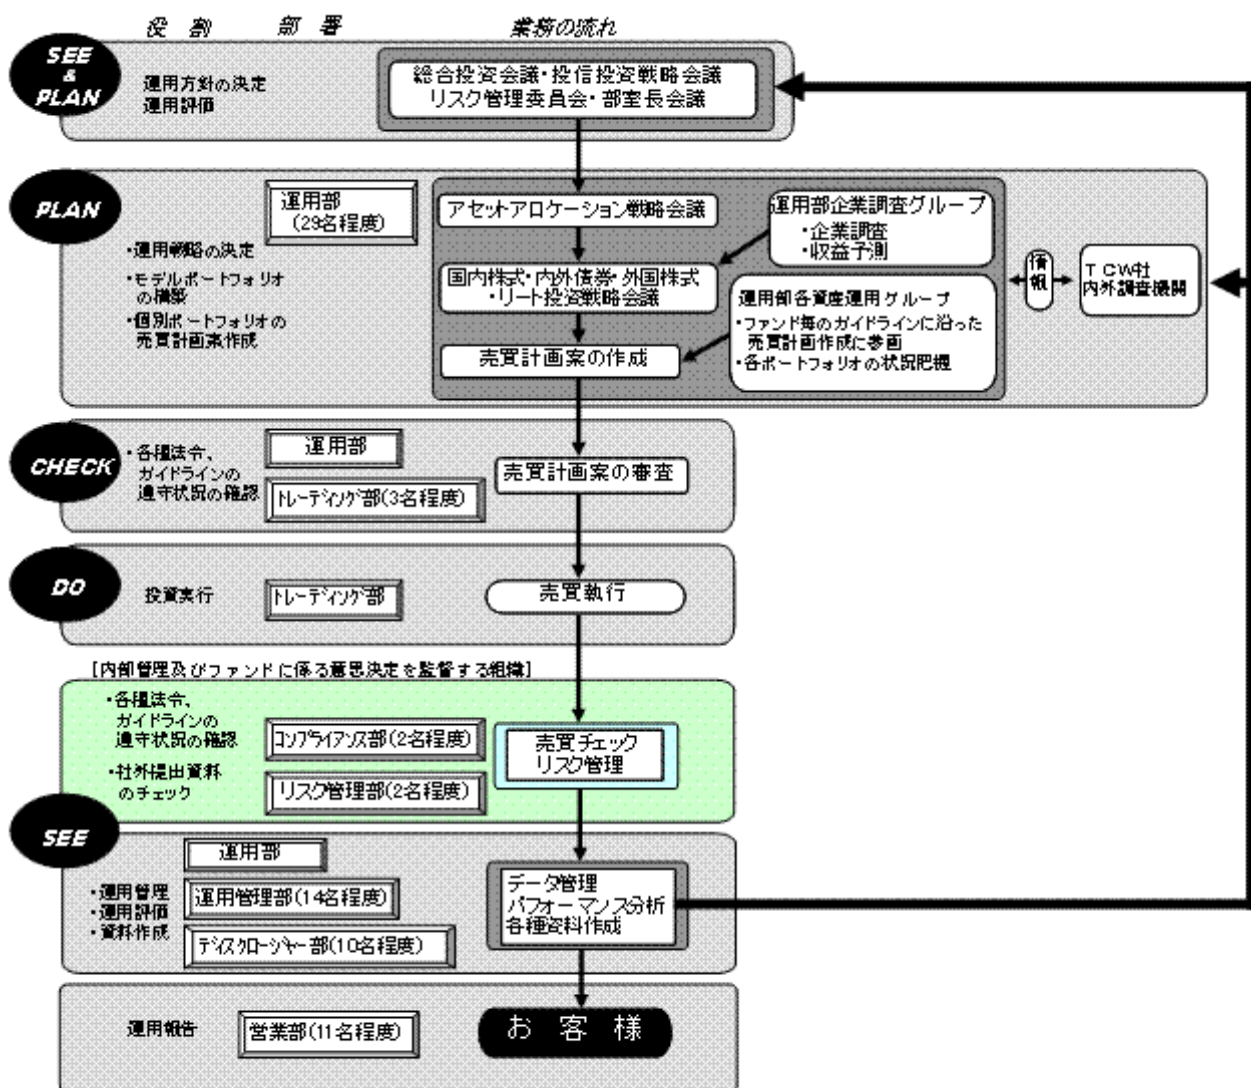 役 割
部 署
業務の流れ
SEE
&
PLAN
運用方針の決定
運用評価
総合投資会議・投信投資戦略会議
リスク管理委員会・部室長会議
PLAN
運用部
(29名程度)
・運用戦略の決定
・モデルポートフォリオ
の構築
・個別ポートフォリオの
売買計画案作成
アセットアロケーション戦略会議
国内株式・内外債券・外国株式
・リート投資戦略会議
売買計画案の作成
運用部企業調査グループ
・企業調査
・収益予測
運用部各資産運用グループ
・ファンド毎のガイドラインに沿った
売買計画作成に参画
・各ポートフォリオの状況把握
情報
TCW社
内外調査機関
CHECK
・各種法令、
ガイドラインの
遵守状況の確認
運用部
トレーディング部(3名程度)
売買計画案の審査
DO
投資実行
トレーディング部
売買執行
[内部管理及びファンドに係る意思決定を監督する組織]
・各種法令、
ガイドラインの
遵守状況の確認
・社外提出資料
のチェック
コンプライアンス部(2名程度)
リスク管理部(2名程度)
売買チェック
リスク管理
SEE
・運用管理
・運用評価
・資料作成
運用部
運用管理部(14名程度)
ディスクロージャー部(10名程度)
データ管理
パフォーマンス分析
各種資料作成
運用報告
営業部(11名程度)
お 客 様